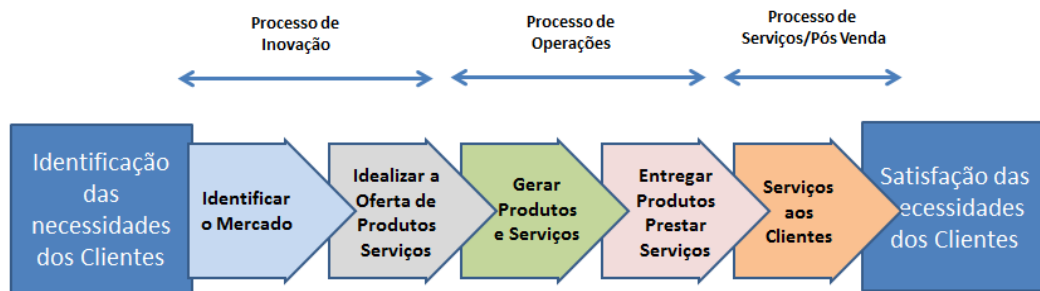 Processo de
Inovação
Processo de
Operações
Processo de
Serviços/Pós Venda
Identificação
das
necessidades
dos Clientes
Identificar
o Mercado
Idealizar a
Oferta de
Produtos
Serviços
Gerar
Produtos
e Serviços
Entregar
Produtos
Prestar
Serviços
Serviços
aos
Clientes
Satisfação das
ecessidades
dos Clientes